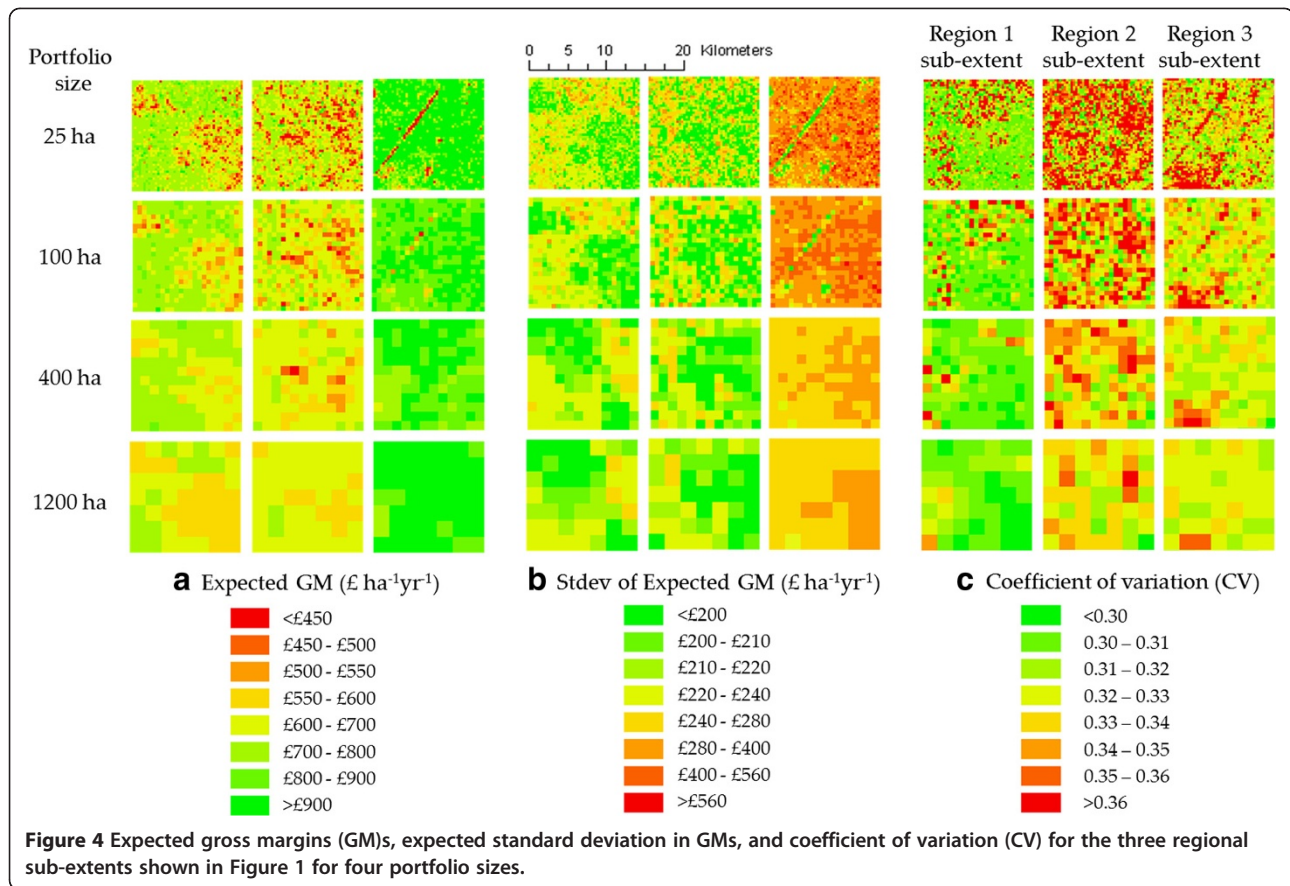 Portfolio
size
0 5 10 20 Kilometers
Region 1
sub-extent
Region 2
sub-extent
Region 3
sub-extent
25 ha
100 ha
400 ha
1200 ha
a Expected GM (£ ha⁻¹yr⁻¹)
<£450
£450 - £500
£500 - £550
£550 - £600
£600 - £700
£700 - £800
£800 - £900
>£900
b Stdev of Expected GM (£ ha⁻¹yr⁻¹)
<£200
£200 - £210
£210 - £220
£220 - £240
£240 - £280
£280 - £400
£400 - £560
>£560
c Coefficient of variation (CV)
<0.30
0.30 – 0.31
0.31 – 0.32
0.32 – 0.33
0.33 – 0.34
0.34 – 0.35
0.35 – 0.36
>0.36
Figure 4 Expected gross margins (GM)s, expected standard deviation in GMs, and coefficient of variation (CV) for the three regional
sub-extents shown in Figure 1 for four portfolio sizes.